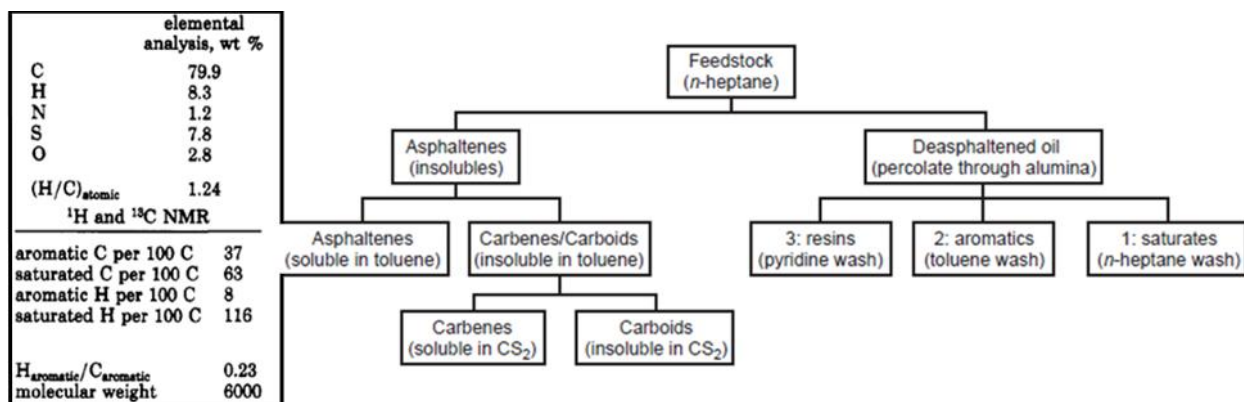 elemental
analysis, wt %
C 79.9
H 8.3
N 1.2
S 7.8
O 2.8
(H/C)atomic 1.24
¹H and ¹³C NMR
aromatic C per 100 C 37
saturated C per 100 C 63
aromatic H per 100 C 8
saturated H per 100 C 116
Haromatic/Caromatic 0.23
molecular weight 6000
Feedstock
(n-heptane)
Asphaltenes
(insolubles)
Deasphaltened oil
(percolate through alumina)
Asphaltenes
(soluble in toluene)
Carbenes/Carboids
(insoluble in toluene)
3: resins
(pyridine wash)
2: aromatics
(toluene wash)
1: saturates
(n-heptane wash)
Carbenes
(soluble in CS₂)
Carboids
(insoluble in CS₂)